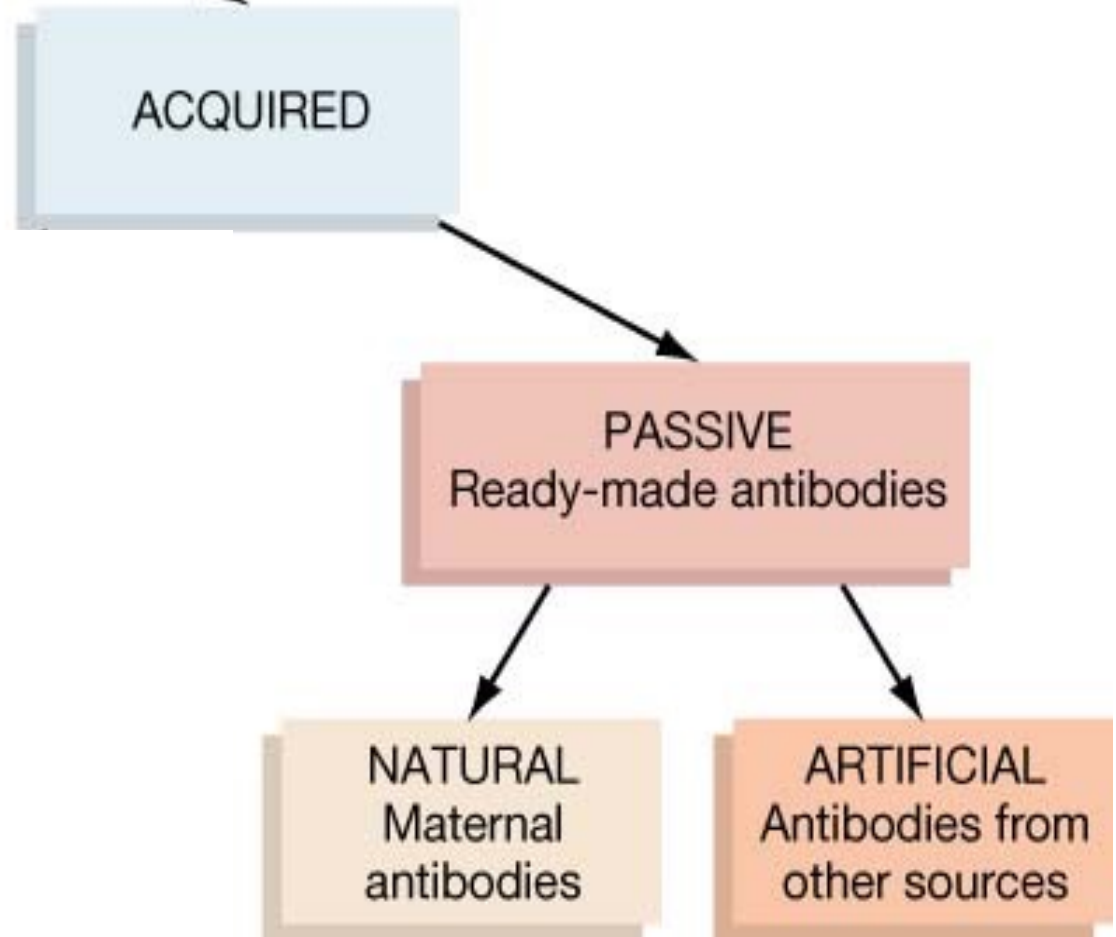 ACQUIRED
PASSIVE
Ready-made antibodies
NATURAL
Maternal
antibodies
ARTIFICIAL
Antibodies from
other sources